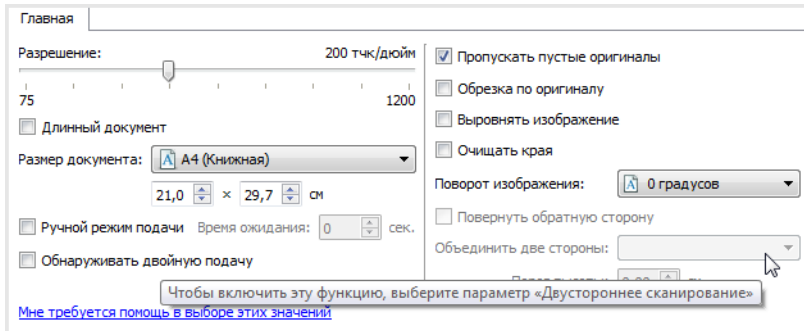 Главная
Разрешение: 200 тчк/дюйм
75 1200
Длинный документ
Размер документа: A4 (Книжная)
21,0 × 29,7 см
Ручной режим подачи Время ожидания: 0 сек.
Обнаруживать двойную подачу
Мне требуется помощь в выборе этих значений
Пропускать пустые оригиналы
Обрезка по оригиналу
Выровнять изображение
Очищать края
Поворот изображения: 0 градусов
Повернуть обратную сторону
Объединить две стороны:
Чтобы включить эту функцию, выберите параметр «Двустороннее сканирование»